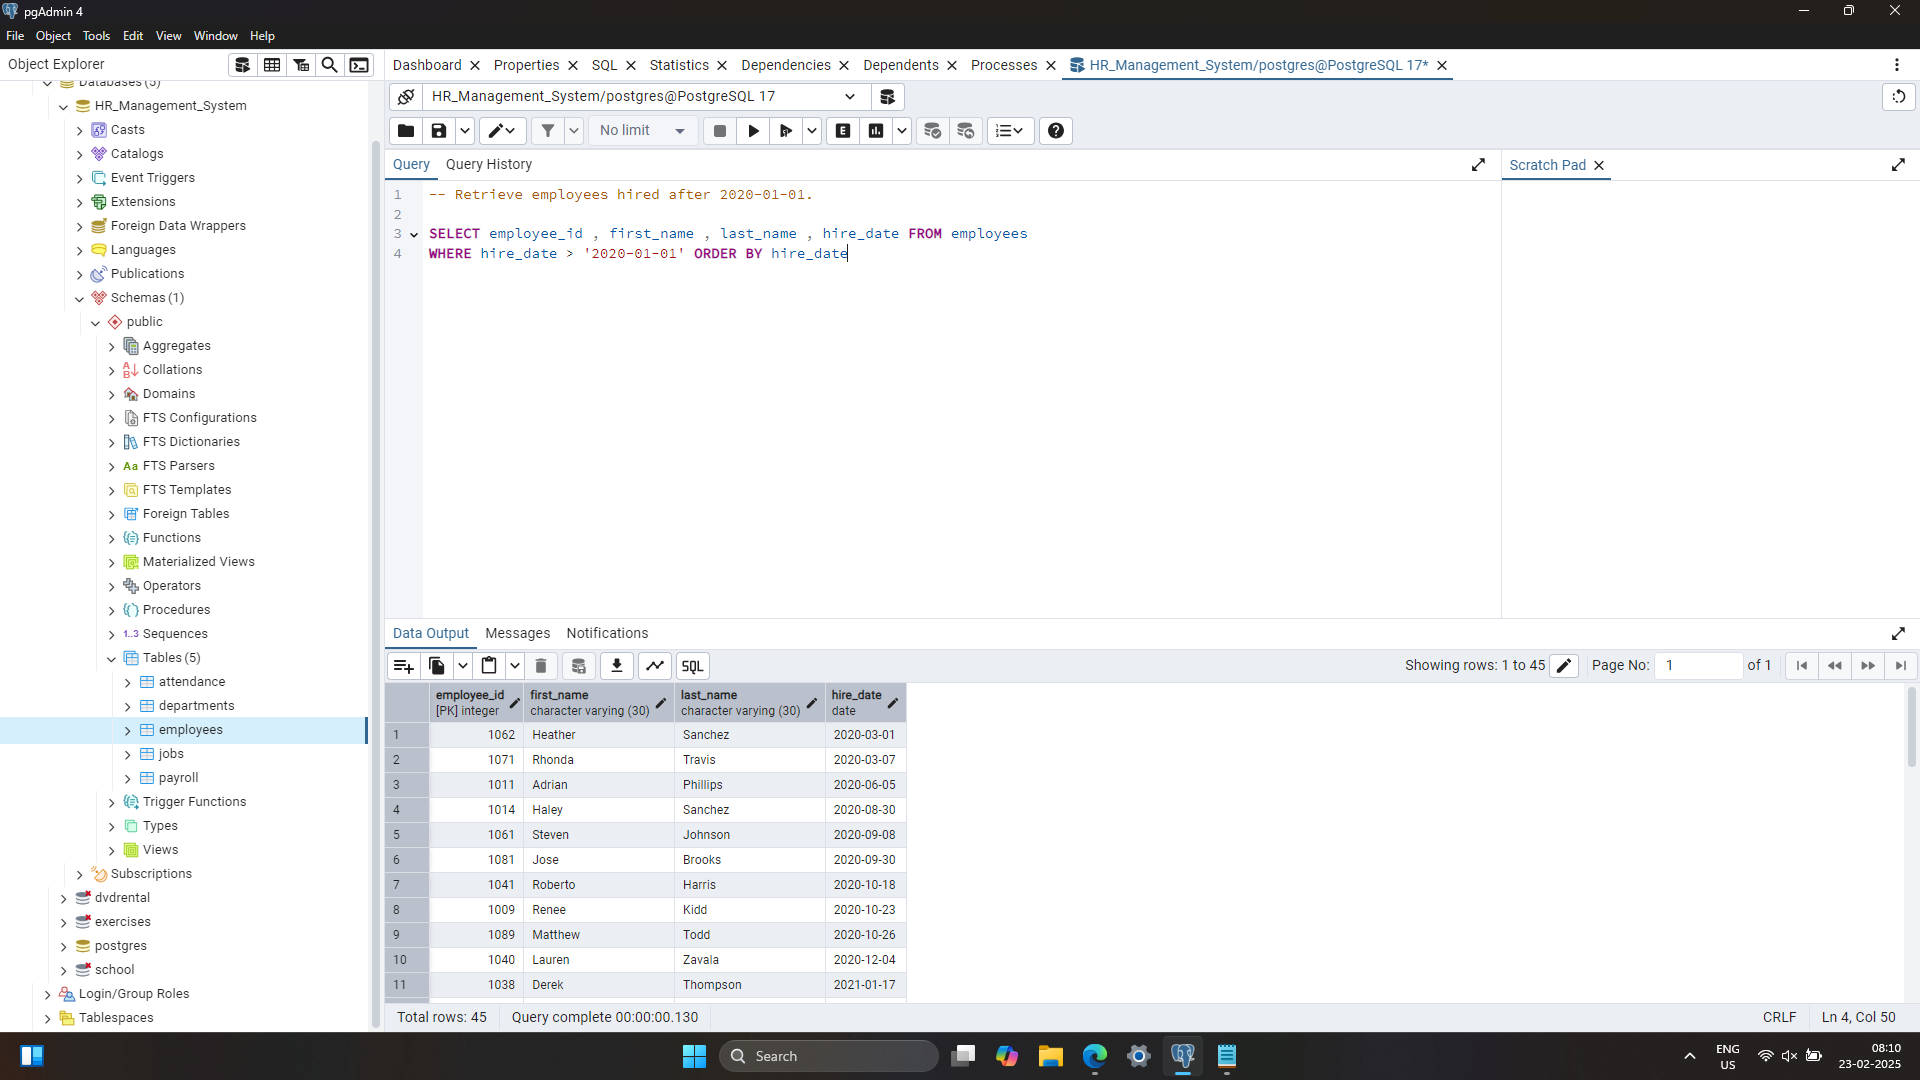 pgAdmin 4
File Object Tools Edit View Window Help
Object Explorer
Dashboard Properties SQL Statistics Dependencies Dependents Processes HR_Management_System/postgres@PostgreSQL 17*
HR_Management_System/postgres@PostgreSQL 17
No limit
E
Query Query History
Scratch Pad
1 -- Retrieve employees hired after 2020-01-01.
2
3 SELECT employee_id , first_name , last_name , hire_date FROM employees
4 WHERE hire_date > '2020-01-01' ORDER BY hire_date
Databases (5)
HR_Management_System
Casts
Catalogs
Event Triggers
Extensions
Foreign Data Wrappers
Languages
Publications
Schemas (1)
public
Aggregates
Collations
Domains
FTS Configurations
FTS Dictionaries
Aa FTS Parsers
FTS Templates
Foreign Tables
Functions
Materialized Views
Operators
Procedures
1..3 Sequences
Tables (5)
attendance
departments
employees
jobs
payroll
Trigger Functions
Types
Views
Subscriptions
dvdrental
exercises
postgres
school
Login/Group Roles
Tablespaces
Data Output Messages Notifications
SQL
Showing rows: 1 to 45 Page No: 1 of 1
employee_id first_name last_name hire_date
[PK] integer character varying (30) character varying (30) date
1 1062 Heather Sanchez 2020-03-01
2 1071 Rhonda Travis 2020-03-07
3 1011 Adrian Phillips 2020-06-05
4 1014 Haley Sanchez 2020-08-30
5 1061 Steven Johnson 2020-09-08
6 1081 Jose Brooks 2020-09-30
7 1041 Roberto Harris 2020-10-18
8 1009 Renee Kidd 2020-10-23
9 1089 Matthew Todd 2020-10-26
10 1040 Lauren Zavala 2020-12-04
11 1038 Derek Thompson 2021-01-17
Total rows: 45 Query complete 00:00:00.130 CRLF Ln 4, Col 50
Search
ENG
US
08:10
23-02-2025